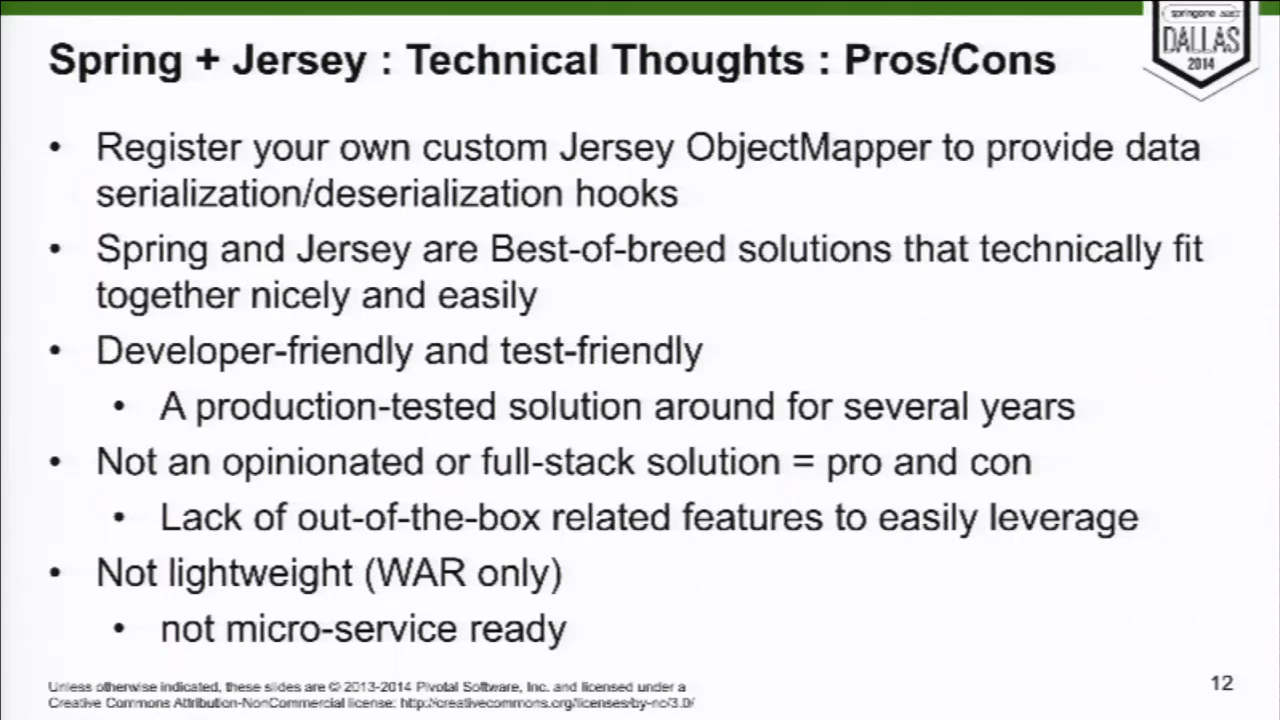 springone 2GX
DALLAS
2014
Spring + Jersey : Technical Thoughts : Pros/Cons
• Register your own custom Jersey ObjectMapper to provide data
serialization/deserialization hooks
• Spring and Jersey are Best-of-breed solutions that technically fit
together nicely and easily
• Developer-friendly and test-friendly
• A production-tested solution around for several years
• Not an opinionated or full-stack solution = pro and con
• Lack of out-of-the-box related features to easily leverage
• Not lightweight (WAR only)
• not micro-service ready
Unless otherwise indicated, these slides are © 2013-2014 Pivotal Software, Inc. and licensed under a
Creative Commons Attribution-NonCommercial license: http://creativecommons.org/licenses/by-nc/3.0/
12